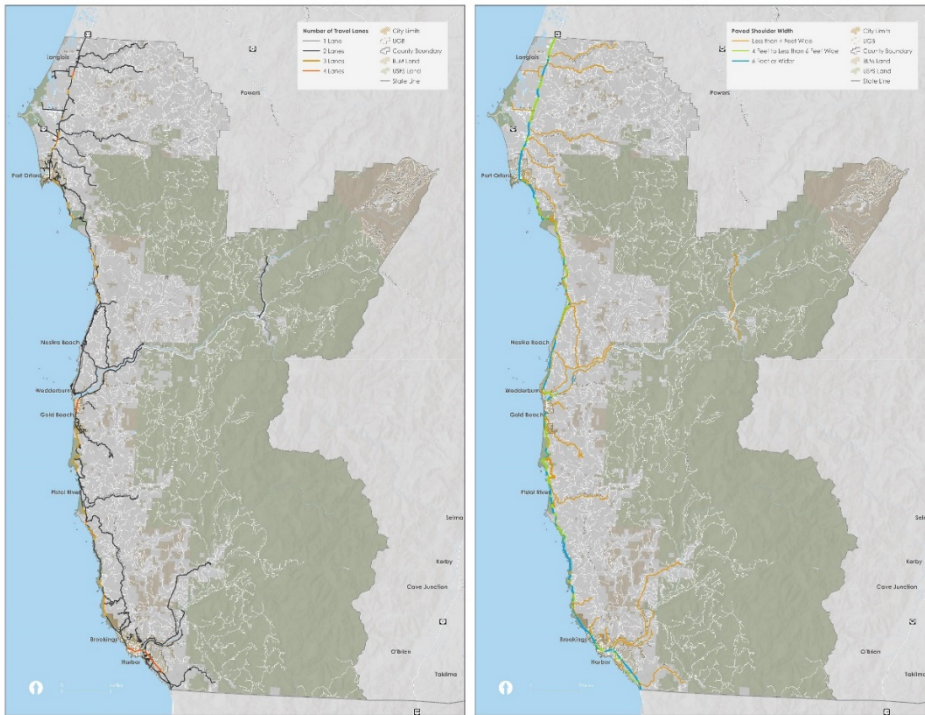 Number of Travel Lanes
1 Lane
2 Lanes
3 Lanes
4 Lanes
City Limits
UGB
County Boundary
BLM Land
USFS Land
State Line
Langlois
Powers
Port Orford
Nesika Beach
Wedderburn
Gold Beach
Pistol River
Selma
Kerby
Cave Junction
Brookings
Harbor
O'Brien
Takilma
Paved Shoulder Width
Less than 4 Feet Wide
4 Feet to Less than 6 Feet Wide
6 Feet or Wider
City Limit
UGB
County Boundary
BLM Land
USFS Land
State Line
Langlois
Powers
Port Orford
Nesika Beach
Wedderburn
Gold Beach
Pistol River
Kerby
Cave Junction
Brookings
Harbor
O'Brien
Takilma